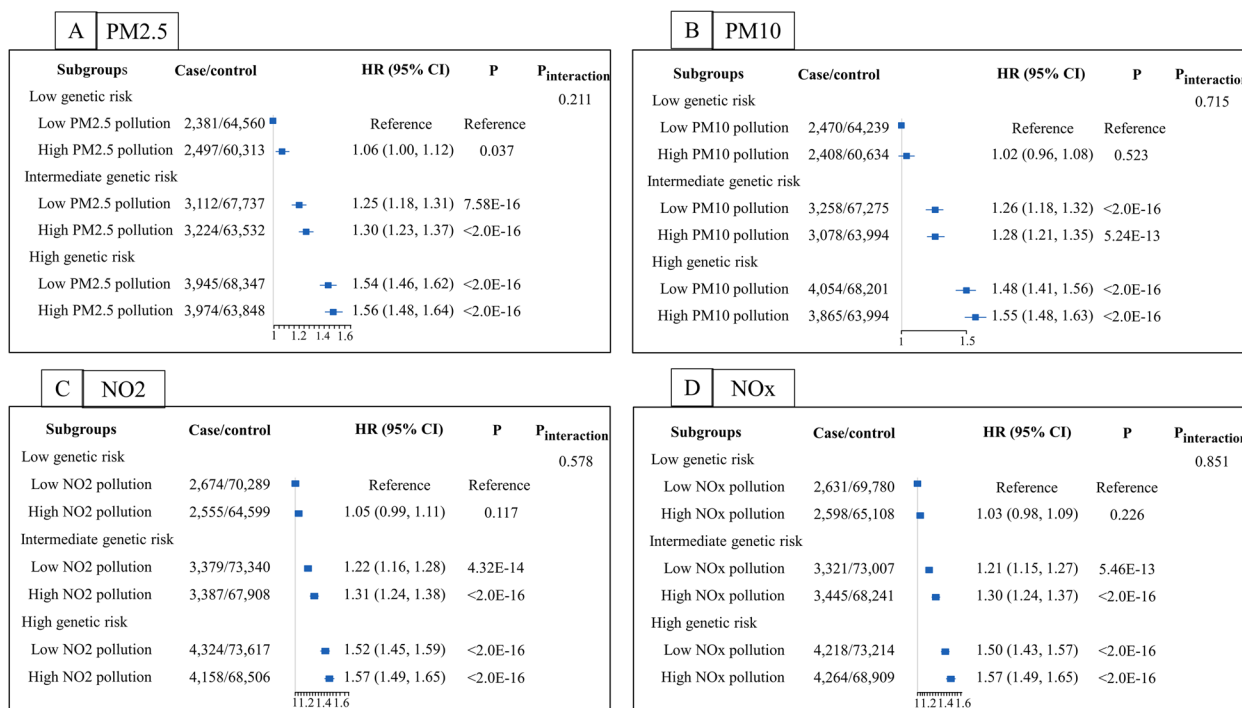 A PM2.5
Subgroups Case/control HR (95% CI) P Pinteraction
Low genetic risk 0.211
Low PM2.5 pollution 2,381/64,560 Reference Reference
High PM2.5 pollution 2,497/60,313 1.06 (1.00, 1.12) 0.037
Intermediate genetic risk
Low PM2.5 pollution 3,112/67,737 1.25 (1.18, 1.31) 7.58E-16
High PM2.5 pollution 3,224/63,532 1.30 (1.23, 1.37) <2.0E-16
High genetic risk
Low PM2.5 pollution 3,945/68,347 1.54 (1.46, 1.62) <2.0E-16
High PM2.5 pollution 3,974/63,848 1.56 (1.48, 1.64) <2.0E-16
1 1.2 1.4 1.6
B PM10
Subgroups Case/control HR (95% CI) P Pinteraction
Low genetic risk 0.715
Low PM10 pollution 2,470/64,239 Reference Reference
High PM10 pollution 2,408/60,634 1.02 (0.96, 1.08) 0.523
Intermediate genetic risk
Low PM10 pollution 3,258/67,275 1.26 (1.18, 1.32) <2.0E-16
High PM10 pollution 3,078/63,994 1.28 (1.21, 1.35) 5.24E-13
High genetic risk
Low PM10 pollution 4,054/68,201 1.48 (1.41, 1.56) <2.0E-16
High PM10 pollution 3,865/63,994 1.55 (1.48, 1.63) <2.0E-16
1 1.5
C NO2
Subgroups Case/control HR (95% CI) P Pinteraction
Low genetic risk 0.578
Low NO2 pollution 2,674/70,289 Reference Reference
High NO2 pollution 2,555/64,599 1.05 (0.99, 1.11) 0.117
Intermediate genetic risk
Low NO2 pollution 3,379/73,340 1.22 (1.16, 1.28) 4.32E-14
High NO2 pollution 3,387/67,908 1.31 (1.24, 1.38) <2.0E-16
High genetic risk
Low NO2 pollution 4,324/73,617 1.52 (1.45, 1.59) <2.0E-16
High NO2 pollution 4,158/68,506 1.57 (1.49, 1.65) <2.0E-16
1 1.2 1.4 1.6
D NOx
Subgroups Case/control HR (95% CI) P Pinteraction
Low genetic risk 0.851
Low NOx pollution 2,631/69,780 Reference Reference
High NOx pollution 2,598/65,108 1.03 (0.98, 1.09) 0.226
Intermediate genetic risk
Low NOx pollution 3,321/73,007 1.21 (1.15, 1.27) 5.46E-13
High NOx pollution 3,445/68,241 1.30 (1.24, 1.37) <2.0E-16
High genetic risk
Low NOx pollution 4,218/73,214 1.50 (1.43, 1.57) <2.0E-16
High NOx pollution 4,264/68,909 1.57 (1.49, 1.65) <2.0E-16
1 1.2 1.4 1.6